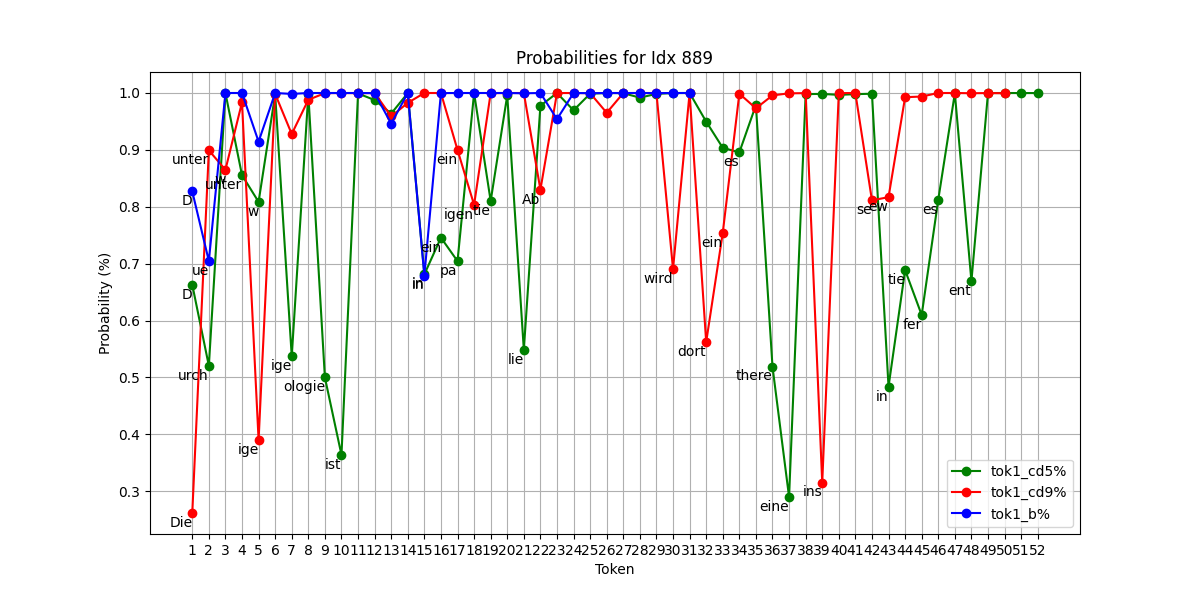 Probabilities for Idx 889
Probability (%)
1.0
0.9
0.8
0.7
0.6
0.5
0.4
0.3
unter
w
unter
D
w
ue
D
urch
ige
ige
ologie
ist
Die
ein
igen
tie
Ab
ein
pa
in
in
lie
wird
ein
dort
es
there
eine
ins
se
ew
es
tie
ent
fer
in
tok1_cd5%
tok1_cd9%
tok1_b%
1 2 3 4 5 6 7 8 9 10 11 12 13 14 15 16 17 18 19 20 21 22 23 24 25 26 27 28 29 30 31 32 33 34 35 36 37 38 39 40 41 42 43 44 45 46 47 48 49 50 51 52
Token